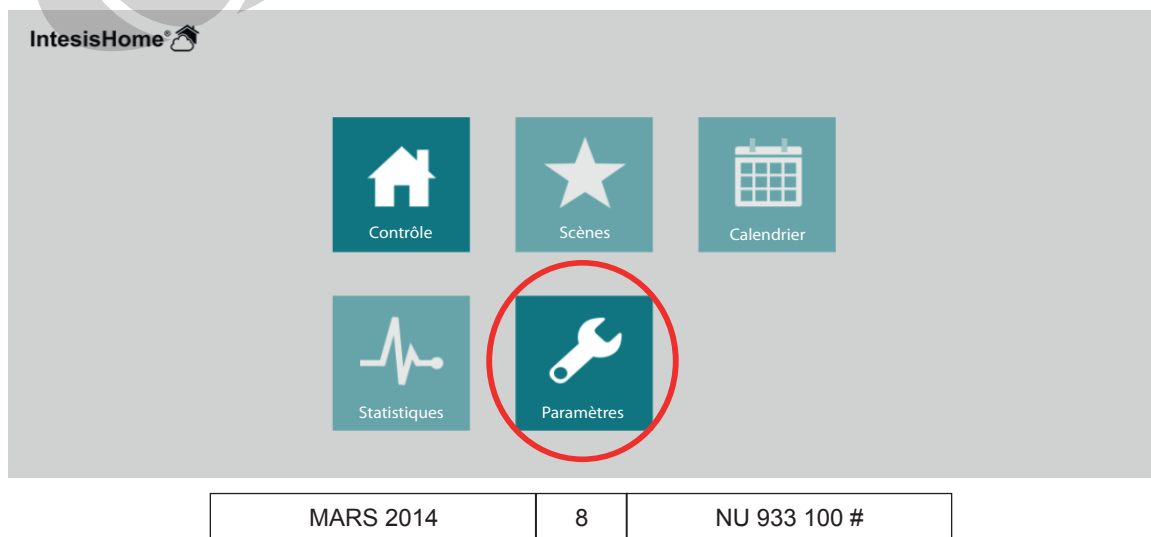 IntesisHome®
Contrôle Scènes Calendrier
Statistiques Paramètres
MARS 2014 8 NU 933 100 #